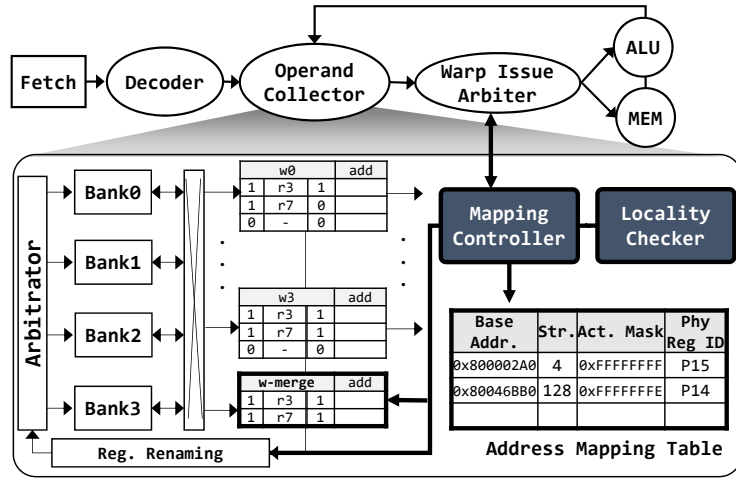 Fetch
Decoder
Operand
Collector
Warp Issue
Arbiter
ALU
MEM
Arbitrator
Bank0
Bank1
Bank2
Bank3
w0 add
1 r3 1
1 r7 0
0 - 0
w3 add
1 r3 1
1 r7 1
0 - 0
w-merge add
1 r3 1
1 r7 1
Reg. Renaming
Mapping
Controller
Locality
Checker
Base
Addr. Str. Act. Mask Phy
Reg ID
0x800002A0 4 0xFFFFFFFF P15
0x80046BB0 128 0xFFFFFFFE P14
Address Mapping Table